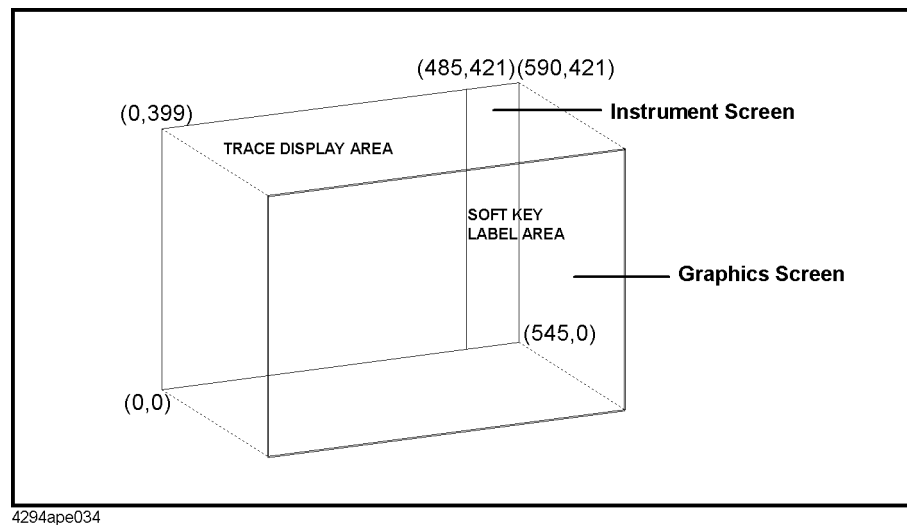 (485,421)(590,421)
(0,399)
Instrument Screen
TRACE DISPLAY AREA
SOFT KEY
LABEL AREA
Graphics Screen
(545,0)
(0,0)
4294ape034